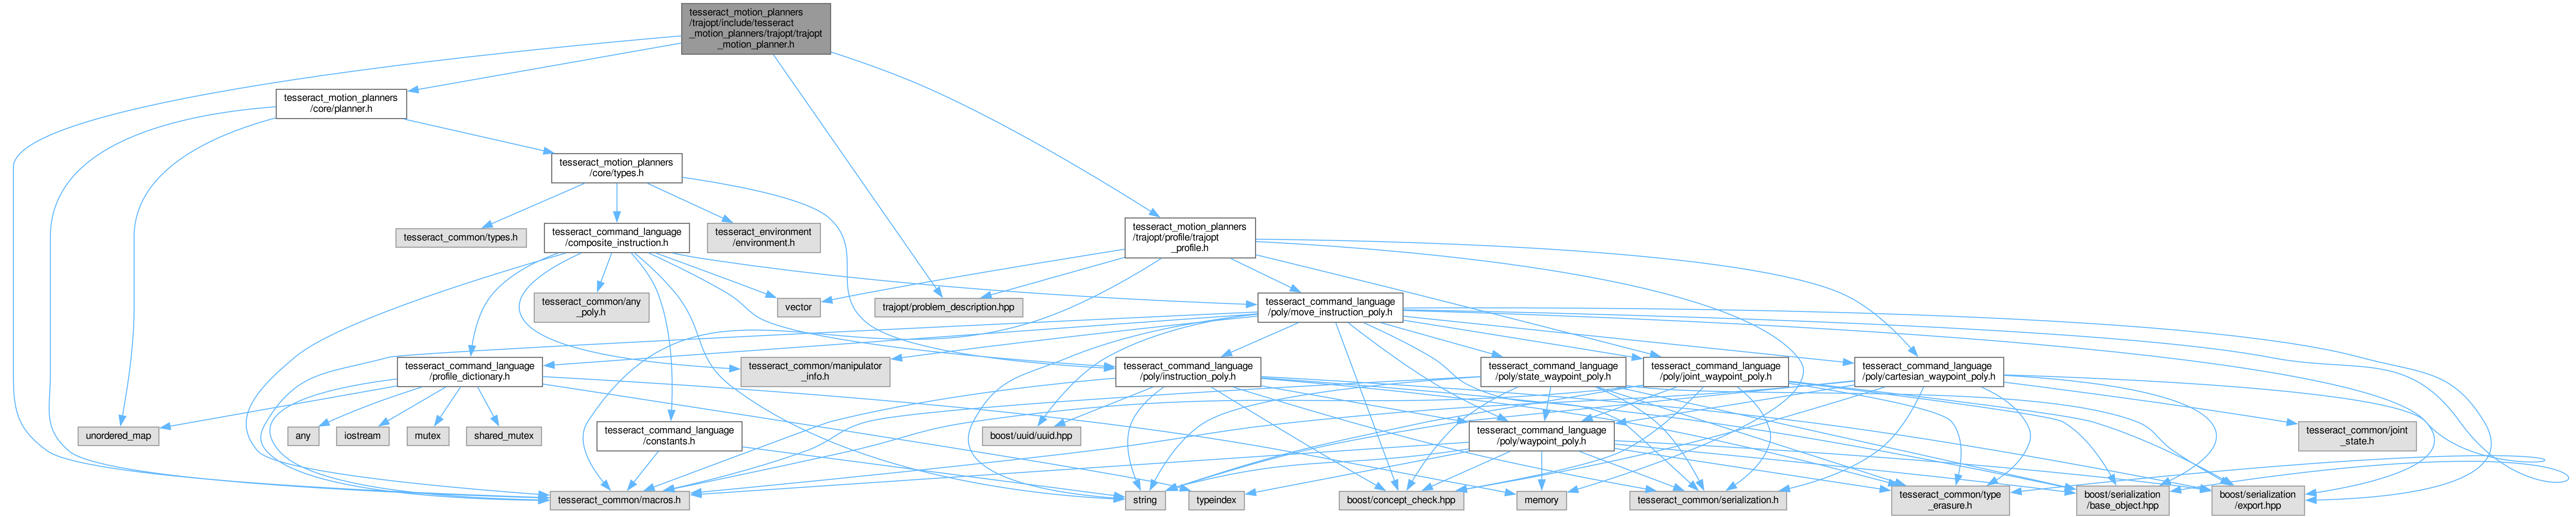 tesseract_motion_planners
/trajopt/include/tesseract
_motion_planners/trajopt/trajopt
_motion_planner.h
tesseract_motion_planners
/core/planner.h
tesseract_motion_planners
/core/types.h
tesseract_common/types.h
tesseract_command_language
/composite_instruction.h
tesseract_environment
/environment.h
tesseract_motion_planners
/trajopt/profile/trajopt
_profile.h
tesseract_common/any
_poly.h
vector
trajopt/problem_description.hpp
tesseract_command_language
/poly/move_instruction_poly.h
tesseract_command_language
/profile_dictionary.h
tesseract_common/manipulator
_info.h
tesseract_command_language
/poly/instruction_poly.h
tesseract_command_language
/poly/state_waypoint_poly.h
tesseract_command_language
/poly/joint_waypoint_poly.h
tesseract_command_language
/poly/cartesian_waypoint_poly.h
unordered_map
any
iostream
mutex
shared_mutex
tesseract_command_language
/constants.h
boost/uuid/uuid.hpp
tesseract_command_language
/poly/waypoint_poly.h
tesseract_common/joint
_state.h
tesseract_common/macros.h
string
typeindex
boost/concept_check.hpp
memory
tesseract_common/serialization.h
tesseract_common/type
_erasure.h
boost/serialization
/base_object.hpp
boost/serialization
/export.hpp